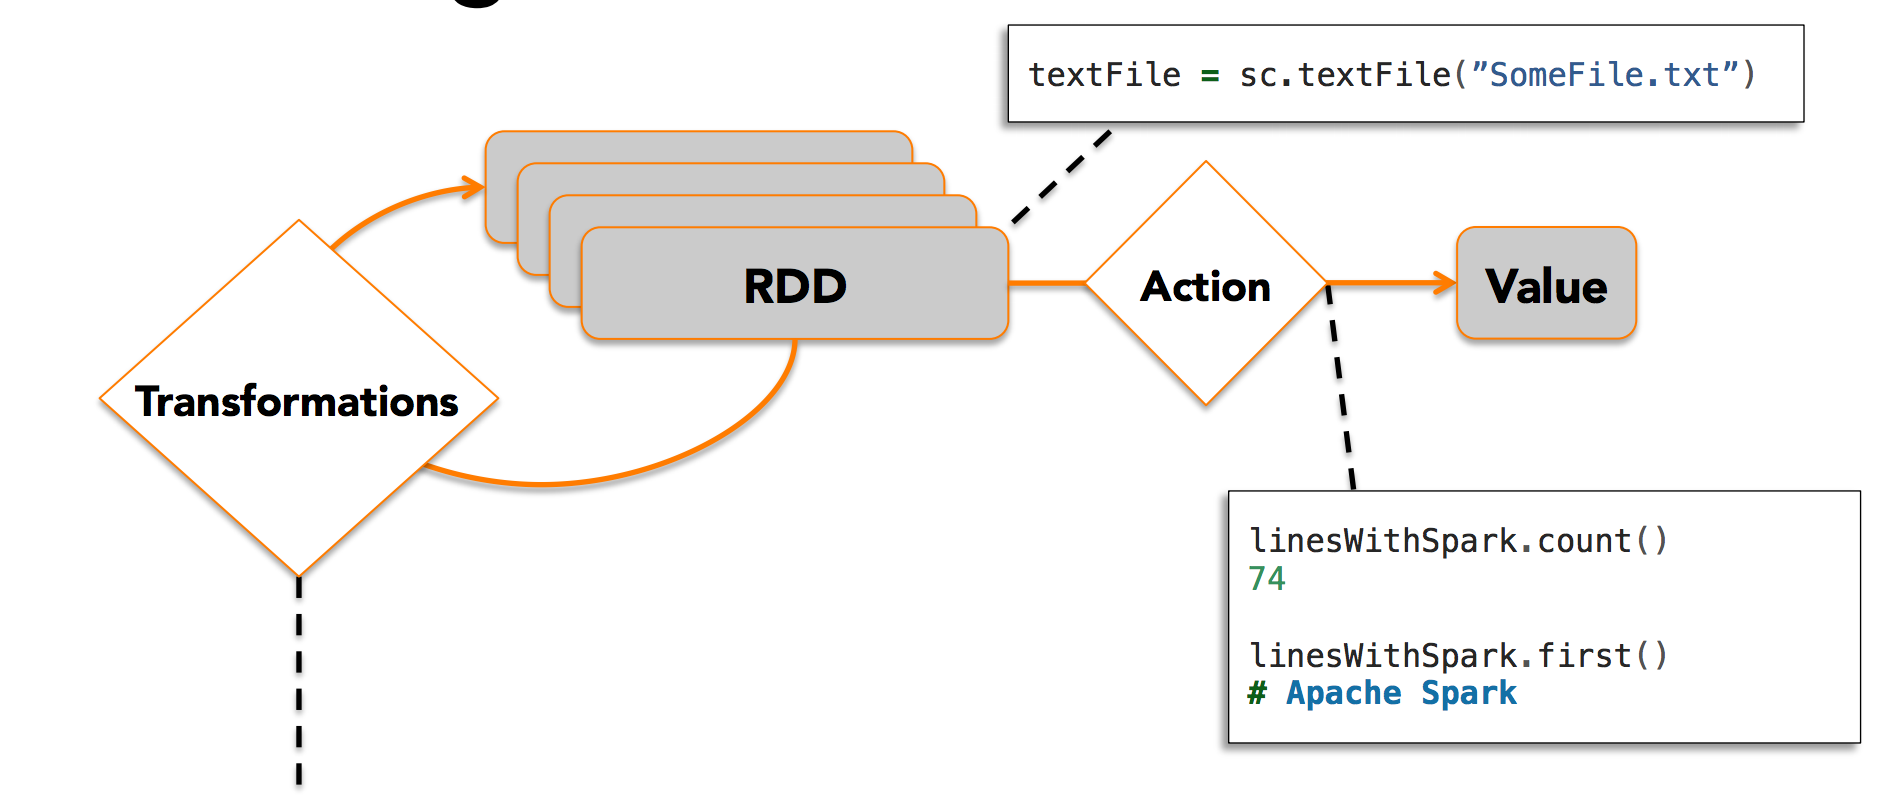 textFile = sc.textFile(”SomeFile.txt”)
RDD
Action
Value
Transformations
linesWithSpark.count()
74
linesWithSpark.first()
# Apache Spark